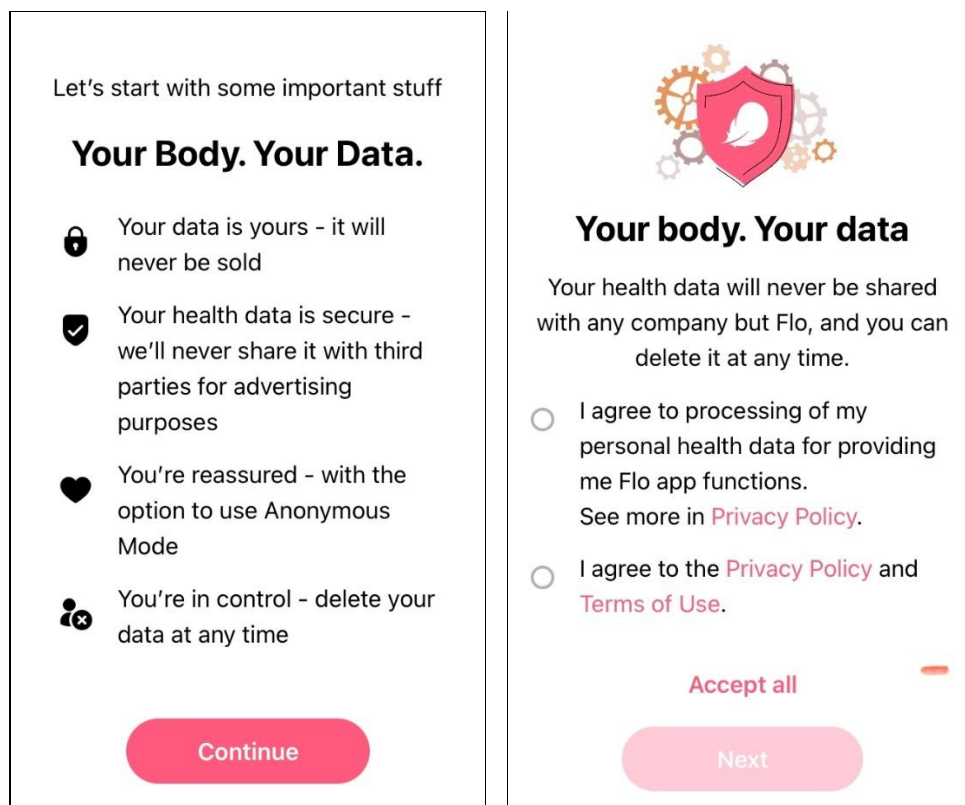 Let's start with some important stuff
Your Body. Your Data.
Your data is yours - it will
never be sold
Your health data is secure -
we'll never share it with third
parties for advertising
purposes
You're reassured - with the
option to use Anonymous
Mode
You're in control - delete your
data at any time
Continue
Your body. Your data
Your health data will never be shared
with any company but Flo, and you can
delete it at any time.
I agree to processing of my
personal health data for providing
me Flo app functions.
See more in Privacy Policy.
I agree to the Privacy Policy and
Terms of Use.
Accept all
Next